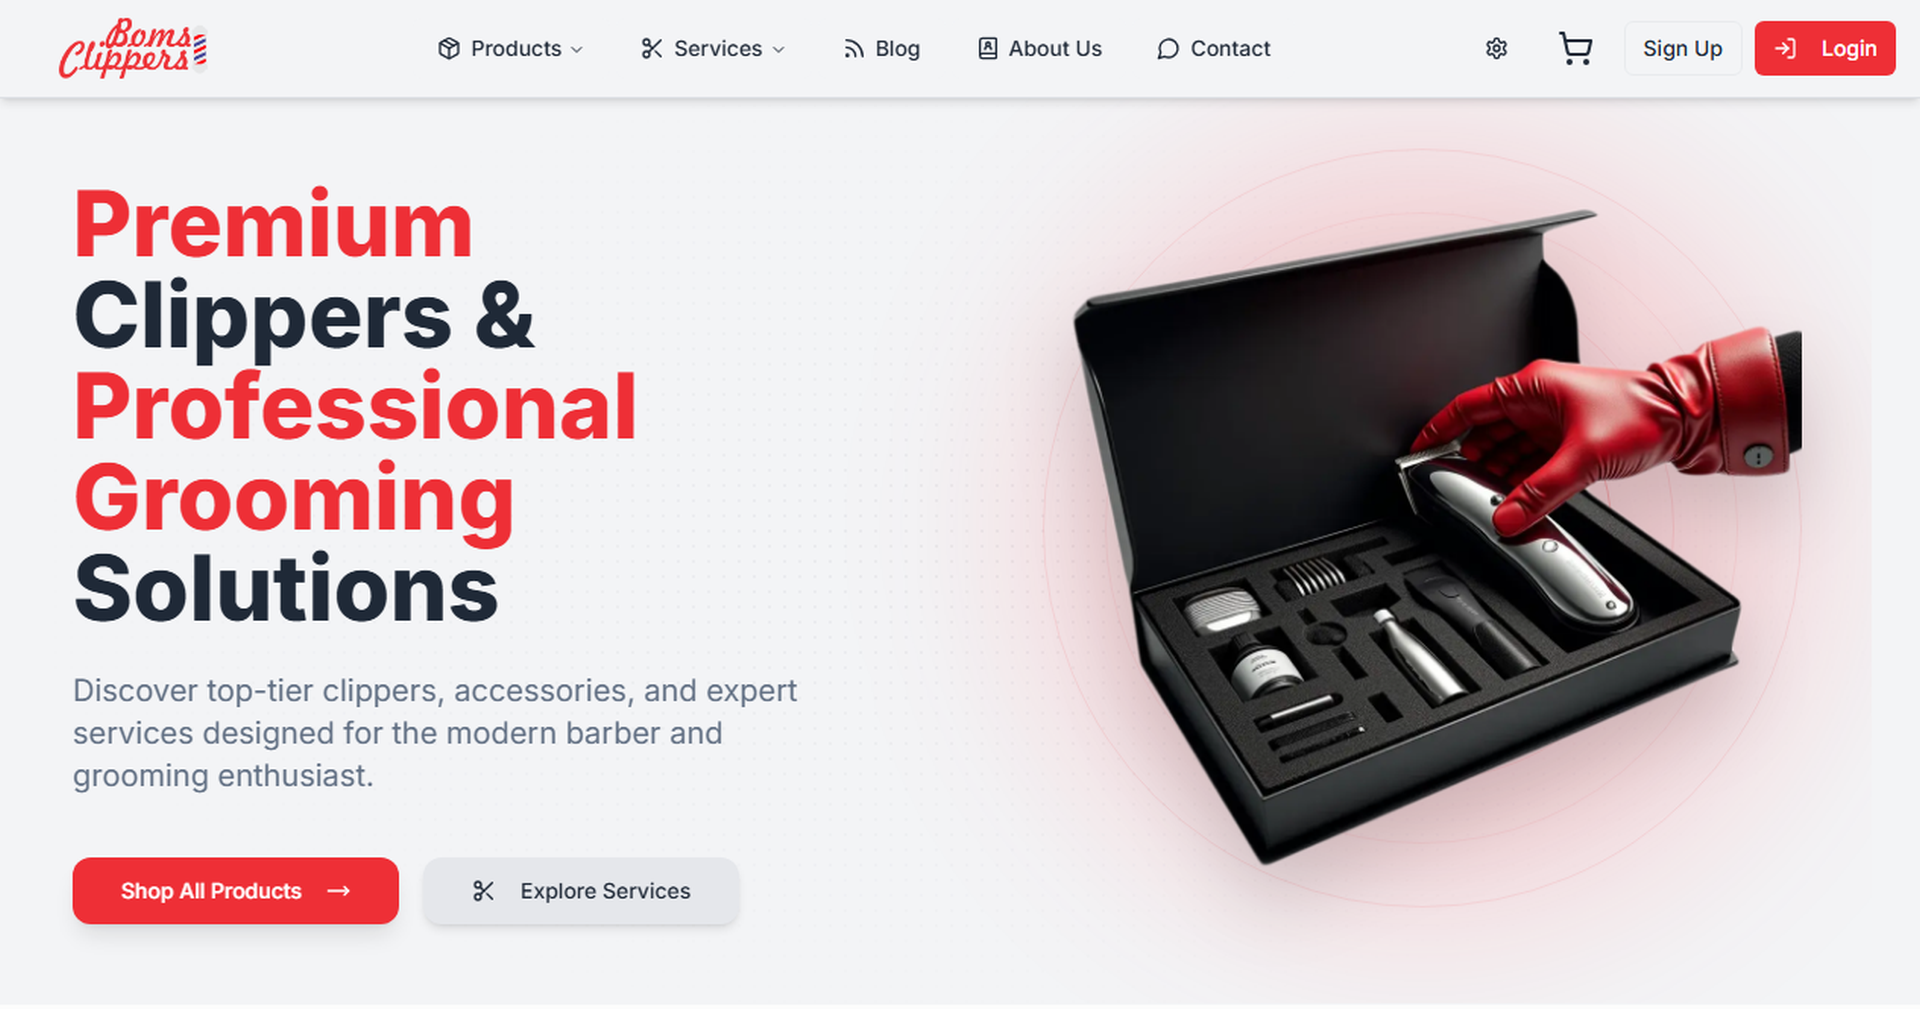 Boms
Clippers
Products
Services
Blog
About Us
Contact
Sign Up
Login
Premium
Clippers &
Professional
Grooming
Solutions
Discover top-tier clippers, accessories, and expert
services designed for the modern barber and
grooming enthusiast.
Shop All Products
Explore Services